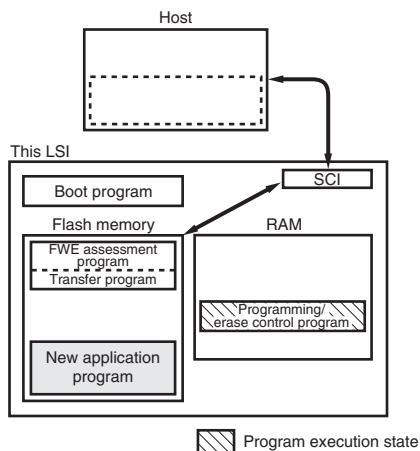 Host
This LSI
Boot program
SCI
Flash memory
RAM
FWE assessment
program
Transfer program
Programming/
erase control program
New application
program
Program execution state